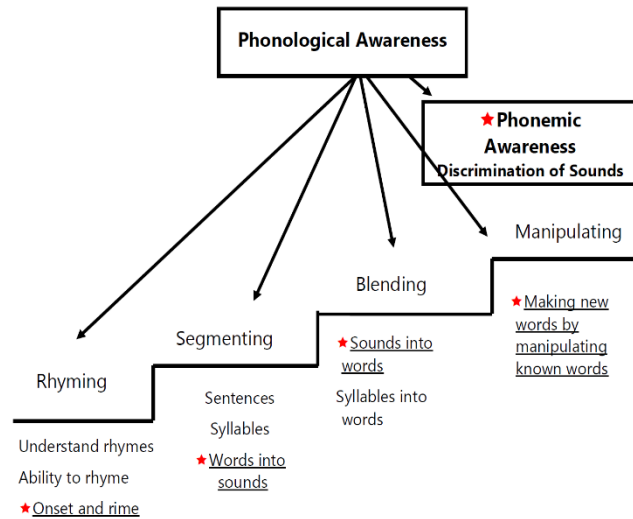 Phonological Awareness
Phonemic
Awareness
Discrimination of Sounds
Manipulating
Blending
Segmenting
Rhyming
Making new
words by
manipulating
known words
Sounds into
words
Syllables into
words
Sentences
Syllables
Words into
sounds
Understand rhymes
Ability to rhyme
Onset and rime